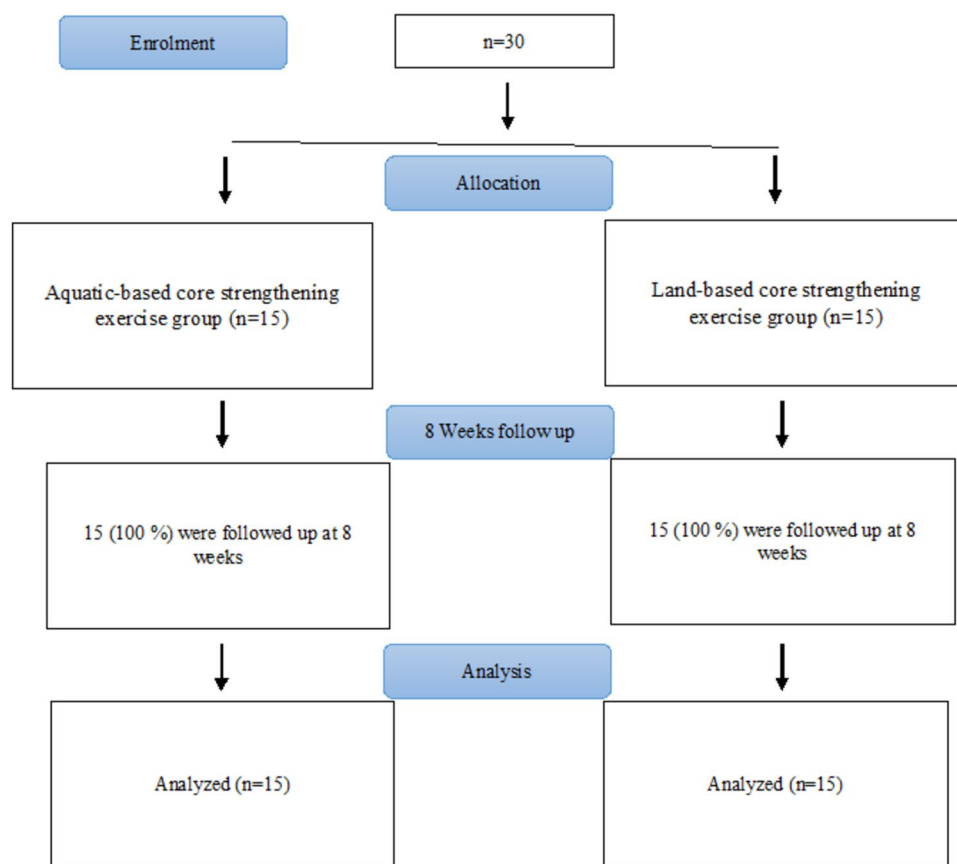 Enrolment
n=30
Allocation
Aquatic-based core strengthening
exercise group (n=15)
Land-based core strengthening
exercise group (n=15)
8 Weeks follow up
15 (100 %) were followed up at 8
weeks
15 (100 %) were followed up at 8
weeks
Analysis
Analyzed (n=15)
Analyzed (n=15)